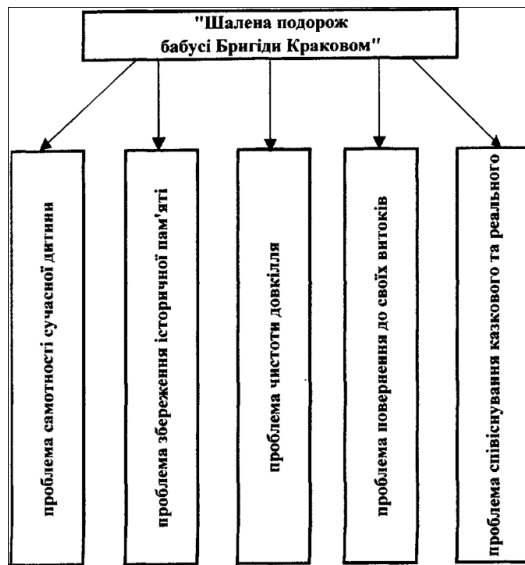 "Шалена подорож
бабусі Бригіди Краковом"
проблема самотності сучасної дитини
проблема збереження історичної пам'яті
проблема чистоти довкілля
проблема повернення до своїх витоків
проблема співіснування казкового та реального